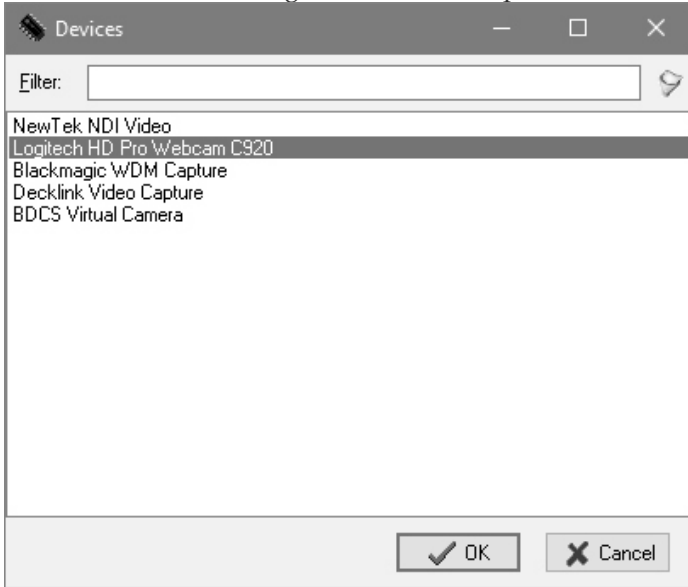 Devices
Filter:
NewTek NDI Video
Logitech HD Pro Webcam C920
Blackmagic WDM Capture
Decklink Video Capture
BDCS Virtual Camera
OK
Cancel